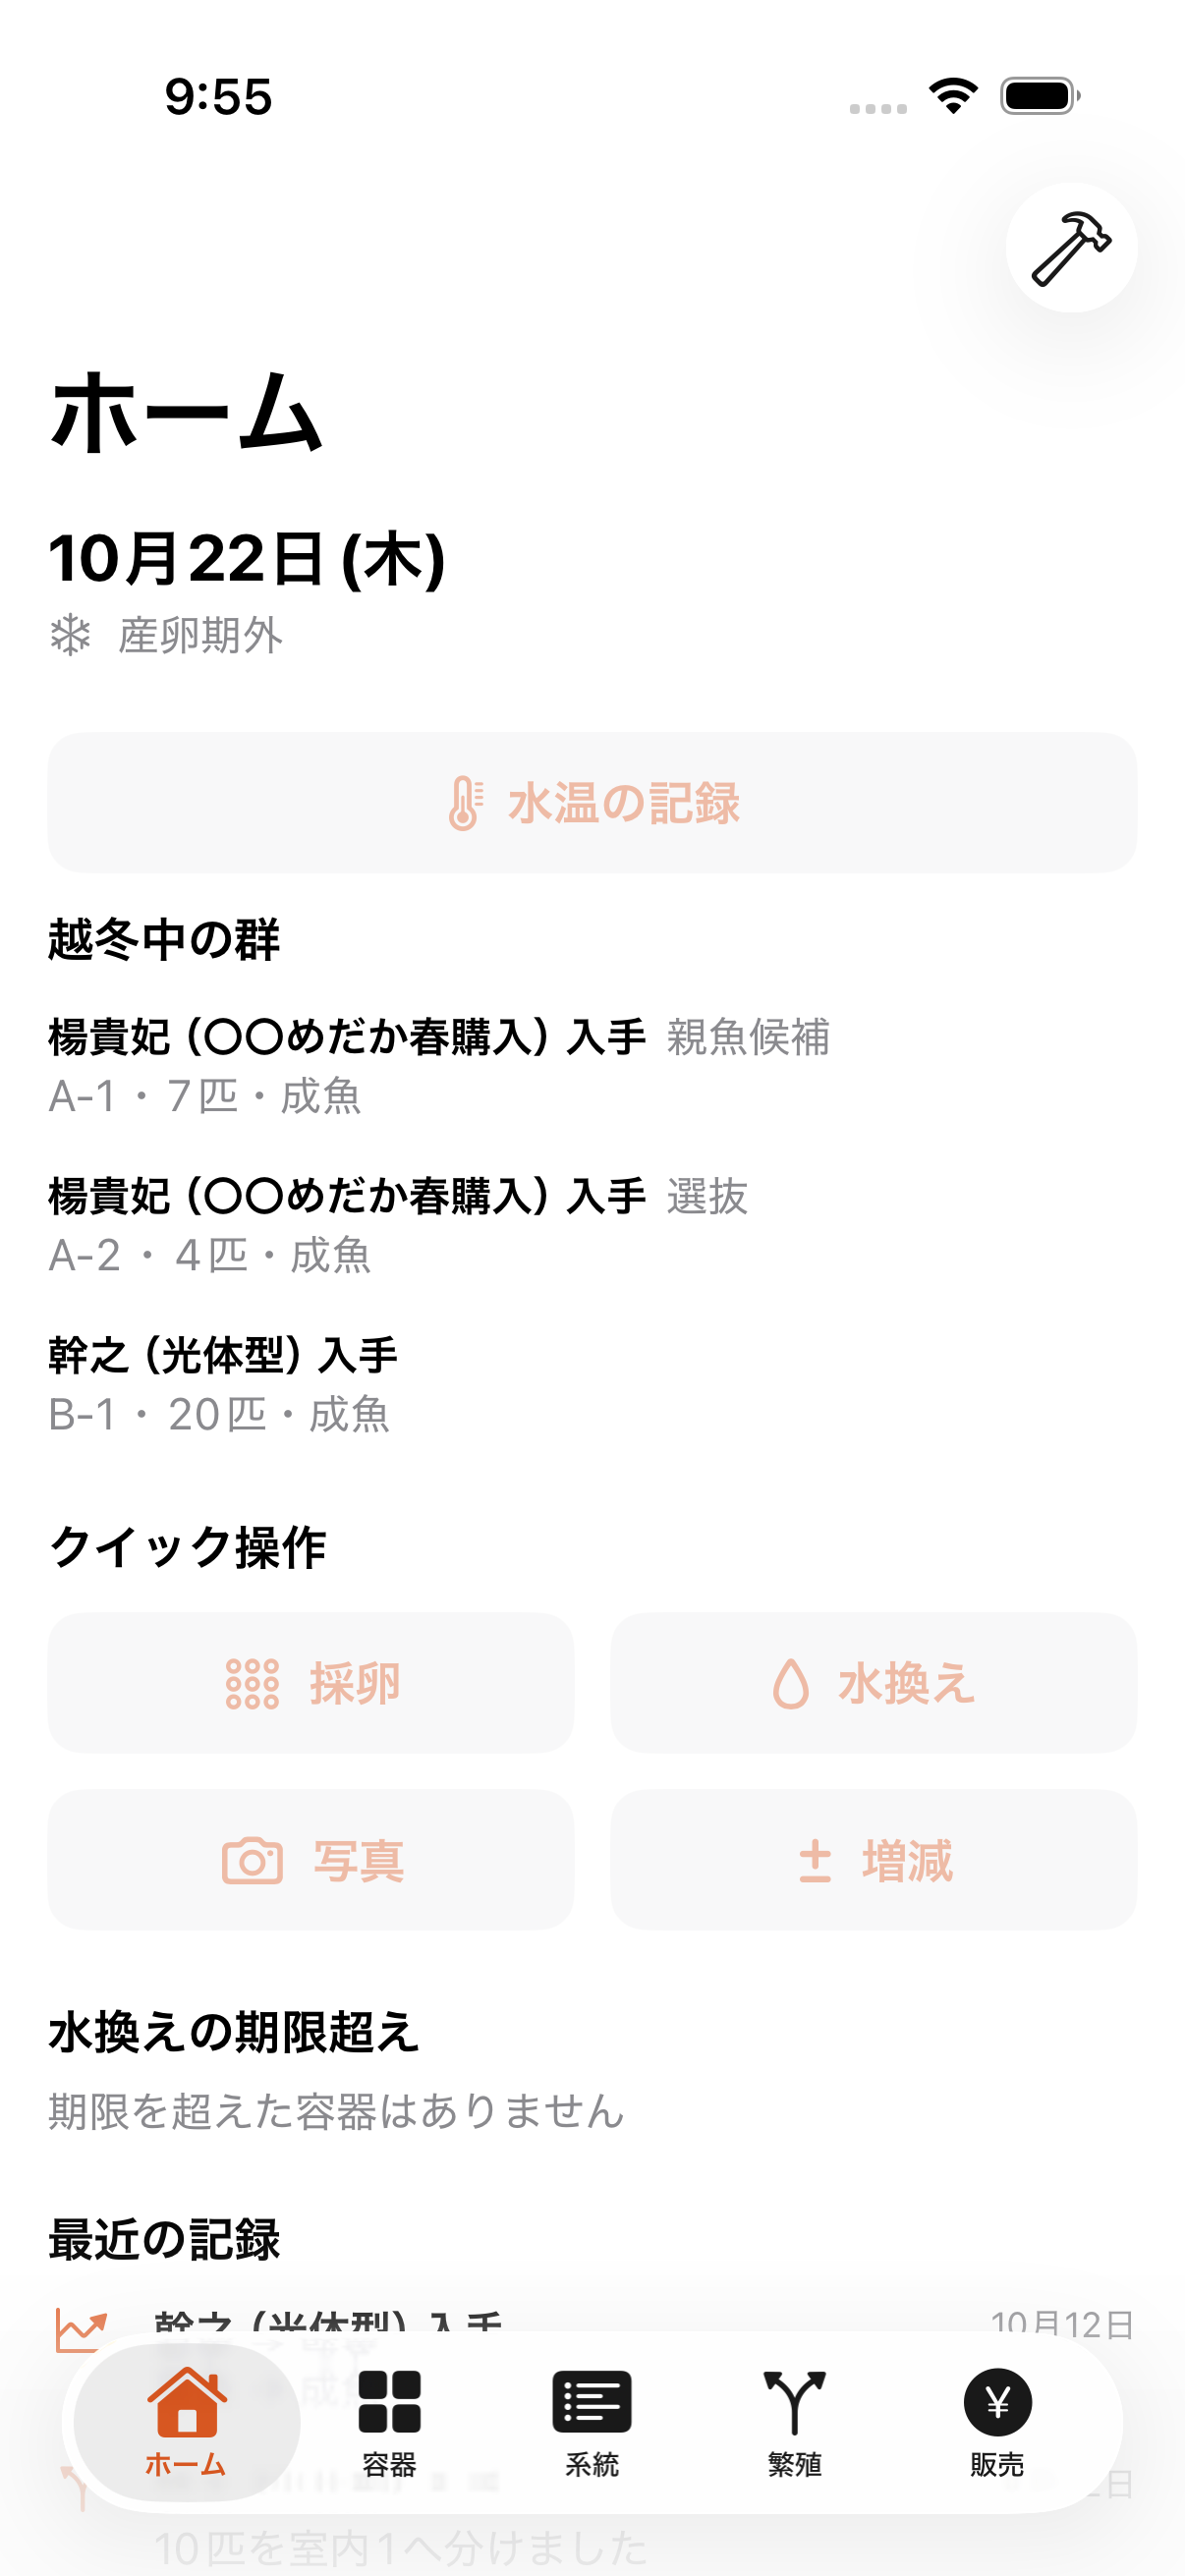 9:55
ホーム
10月22日(木)
産卵期外
水温の記録
越冬中の群
楊貴妃（〇〇めだか春購入）入手 親魚候補
A-1・7匹・成魚
楊貴妃（〇〇めだか春購入）入手 選抜
A-2・4匹・成魚
幹之（光体型）入手
B-1・20匹・成魚
クイック操作
採卵 水換え
写真 増減
水換えの期限超え
期限を超えた容器はありません
最近の記録
幹之（光体型）入手 10月12日
ホーム 容器 系統 繁殖 販売
10匹を室内1へ分けました